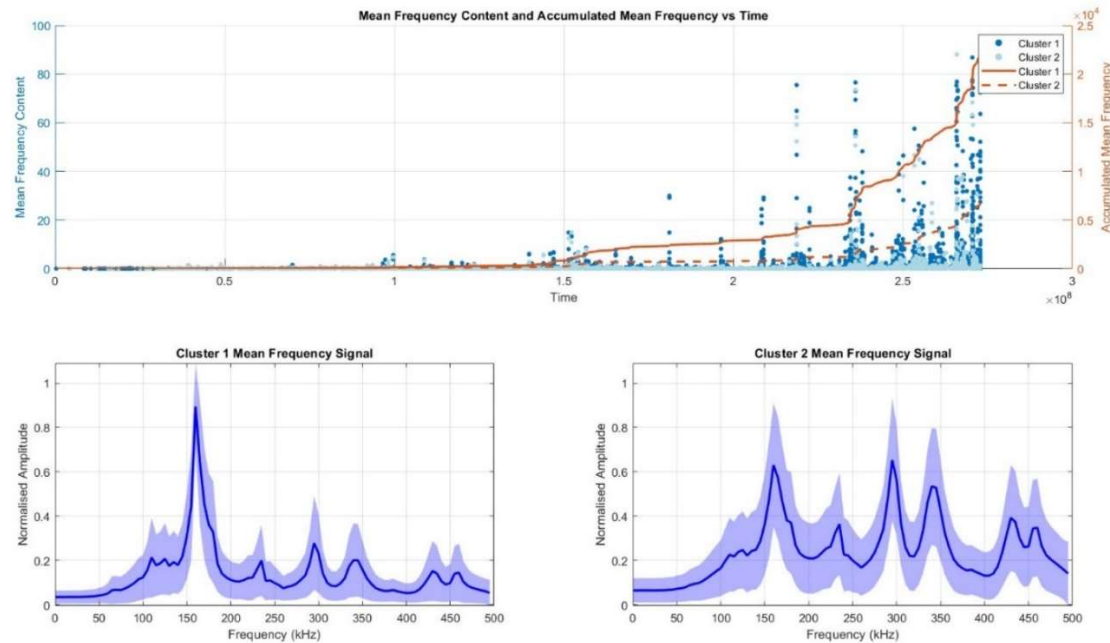 Mean Frequency Content and Accumulated Mean Frequency vs Time
×10⁴
100
80
60
40
20
0
Mean Frequency Content
2.5
2
1.5
1
0.5
0
Accumulated Mean Frequency
Cluster 1
Cluster 2
Cluster 1
Cluster 2
0 0.5 1 1.5 2 2.5 3
Time
×10⁸
Cluster 1 Mean Frequency Signal
1
0.8
0.6
0.4
0.2
0
Normalised Amplitude
0 50 100 150 200 250 300 350 400 450 500
Frequency (kHz)
Cluster 2 Mean Frequency Signal
1
0.8
0.6
0.4
0.2
0
Normalised Amplitude
0 50 100 150 200 250 300 350 400 450 500
Frequency (kHz)